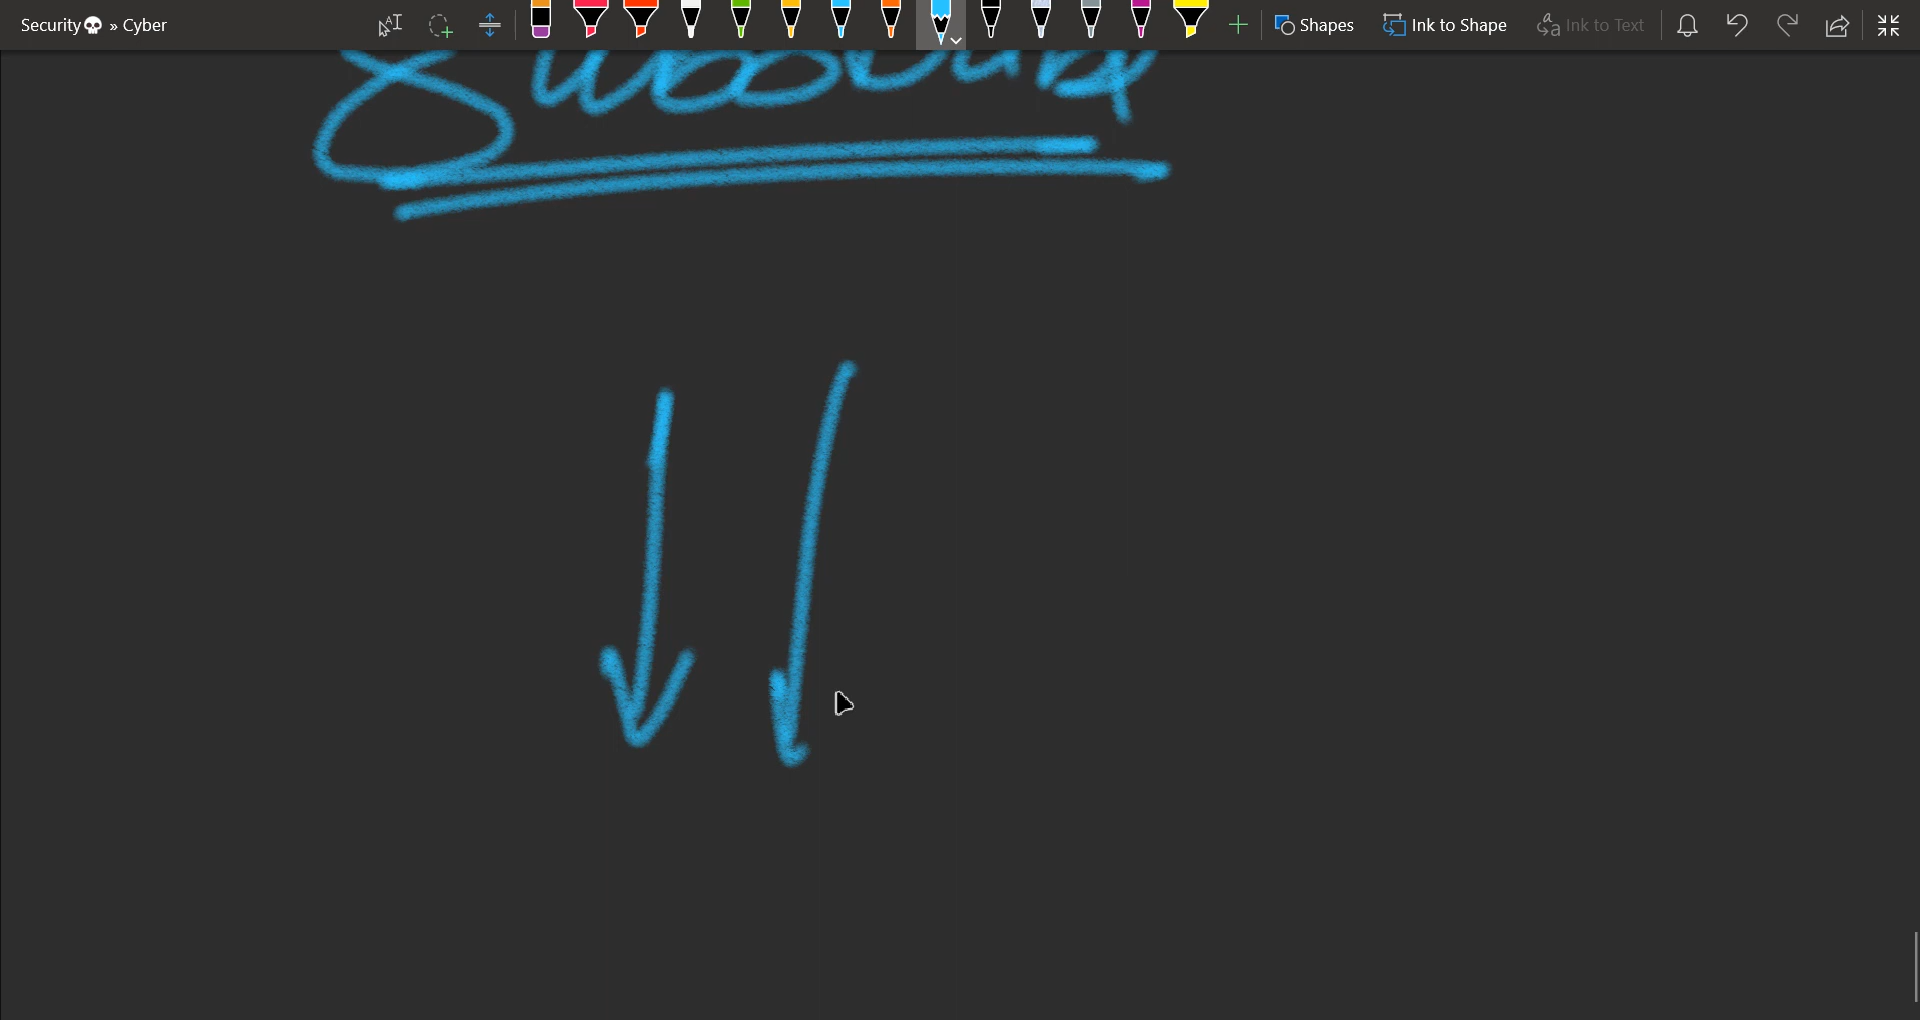 Security💀 » Cyber
Shapes
Ink to Shape
Ink to Text